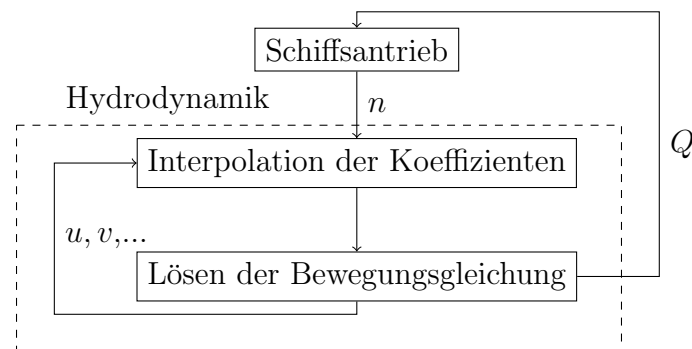 Schiffsantrieb
Hydrodynamik
n
Interpolation der Koeffizienten
Q
u, v,...
Lösen der Bewegungsgleichung